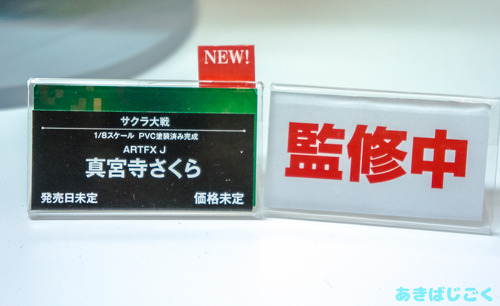 NEW!
サクラ大戦
1/8スケール PVC塗装済み完成
ARTFX J
真宮寺さくら
発売日未定 価格未定
監修中
あきばじごく